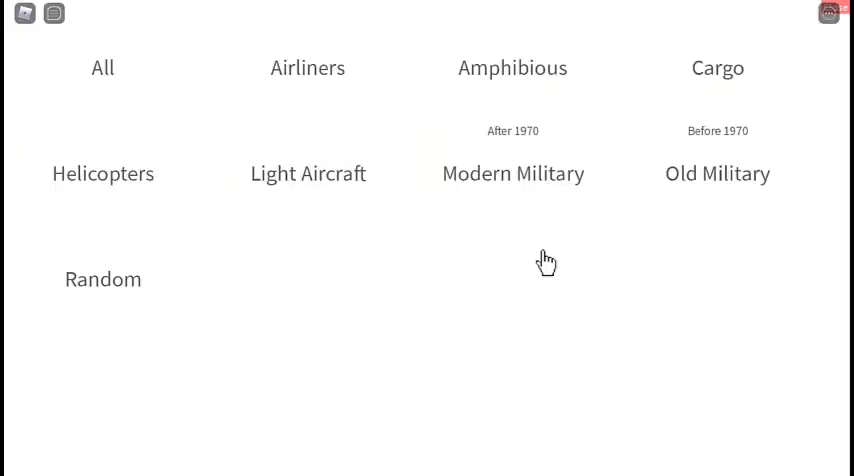 All
Airliners
Amphibious
Cargo
After 1970
Before 1970
Helicopters
Light Aircraft
Modern Military
Old Military
Random